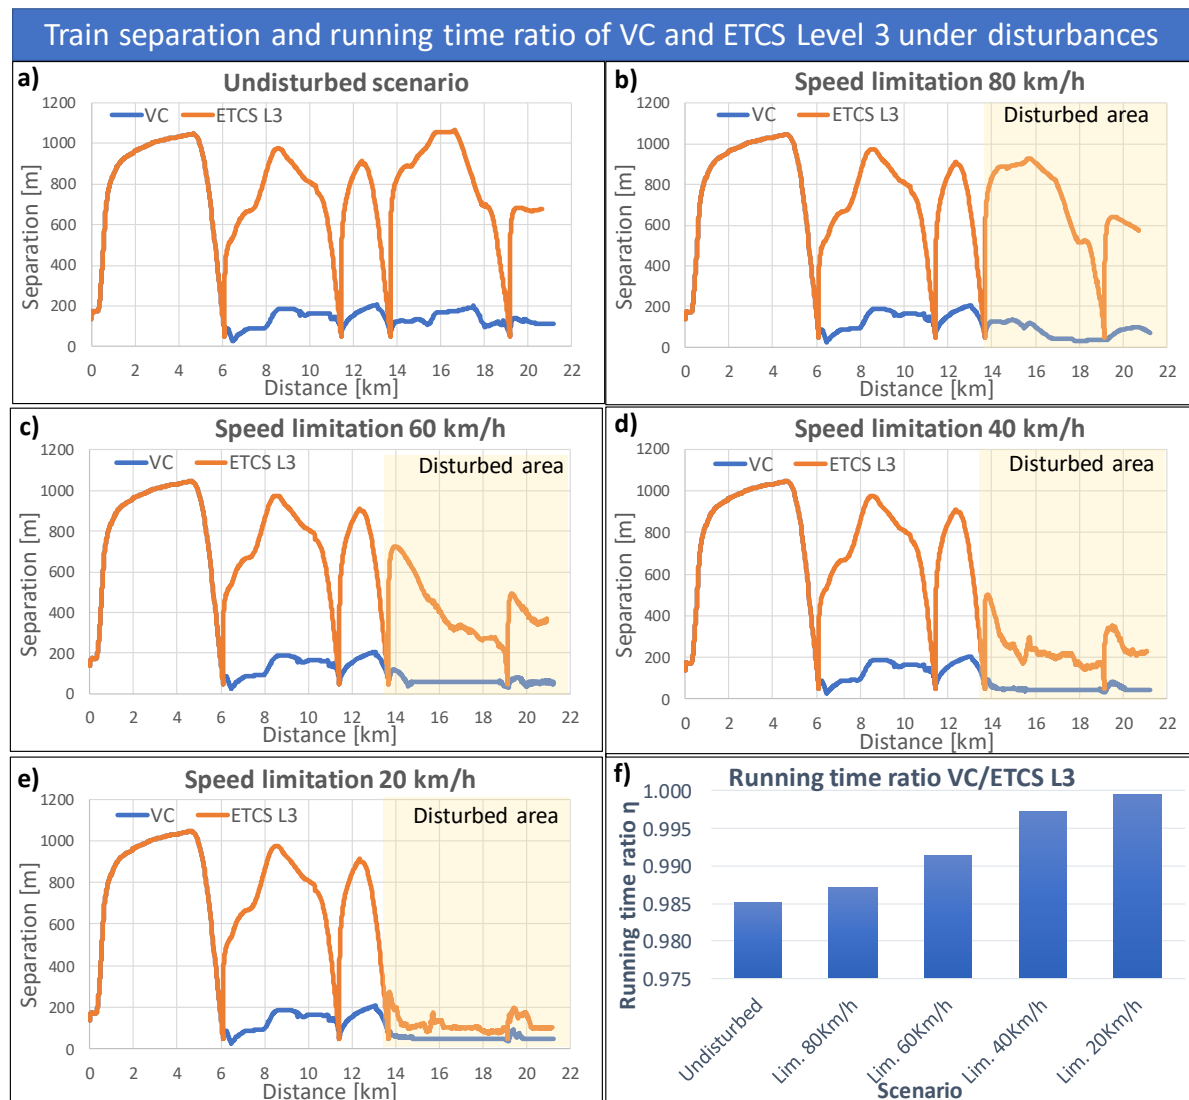 Train separation and running time ratio of VC and ETCS Level 3 under disturbances
a)
Undisturbed scenario
VC
ETCS L3
Separation [m]
1200
1000
800
600
400
200
0
0 2 4 6 8 10 12 14 16 18 20 22
Distance [km]
b)
Speed limitation 80 km/h
VC
ETCS L3
Disturbed area
Separation [m]
1200
1000
800
600
400
200
0
0 2 4 6 8 10 12 14 16 18 20 22
Distance [km]
c)
Speed limitation 60 km/h
VC
ETCS L3
Disturbed area
Separation [m]
1200
1000
800
600
400
200
0
0 2 4 6 8 10 12 14 16 18 20 22
Distance [km]
d)
Speed limitation 40 km/h
VC
ETCS L3
Disturbed area
Separation [m]
1200
1000
800
600
400
200
0
0 2 4 6 8 10 12 14 16 18 20 22
Distance [km]
e)
Speed limitation 20 km/h
VC
ETCS L3
Disturbed area
Separation [m]
1200
1000
800
600
400
200
0
0 2 4 6 8 10 12 14 16 18 20 22
Distance [km]
f)
Running time ratio VC/ETCS L3
Running time ratio η
1.000
0.995
0.990
0.985
0.980
0.975
Undisturbed
Lim. 80Km/h
Lim. 60Km/h
Lim. 40Km/h
Lim. 20Km/h
Scenario